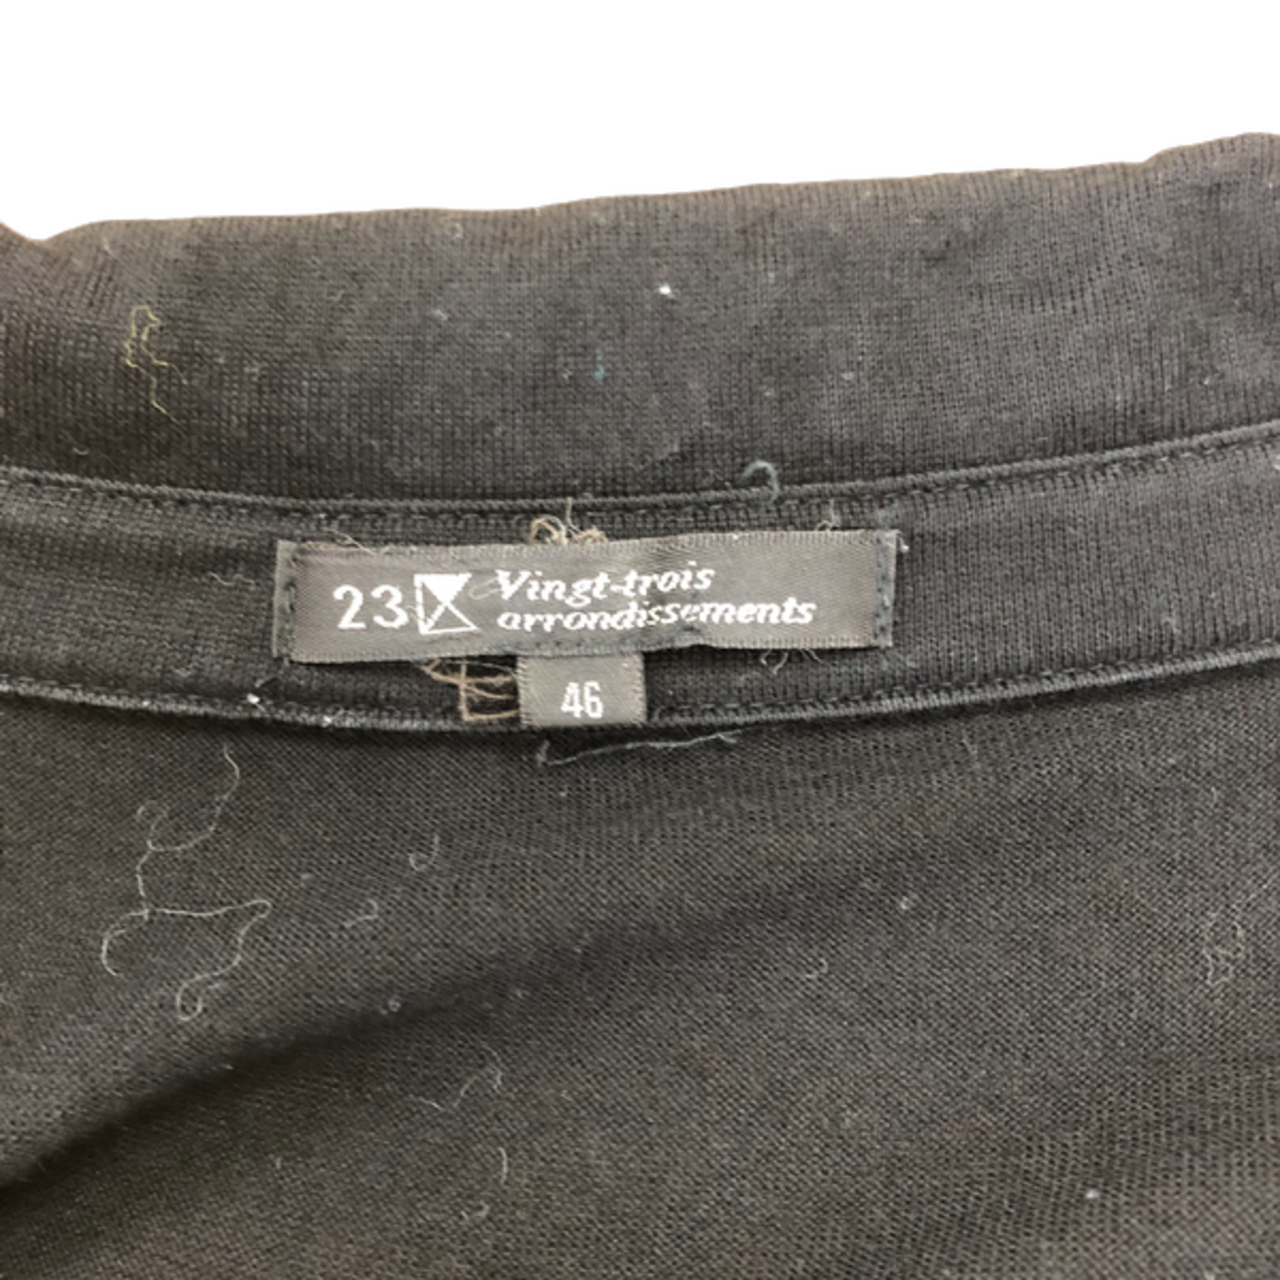 23 Vingt-trois
arrondissements
46